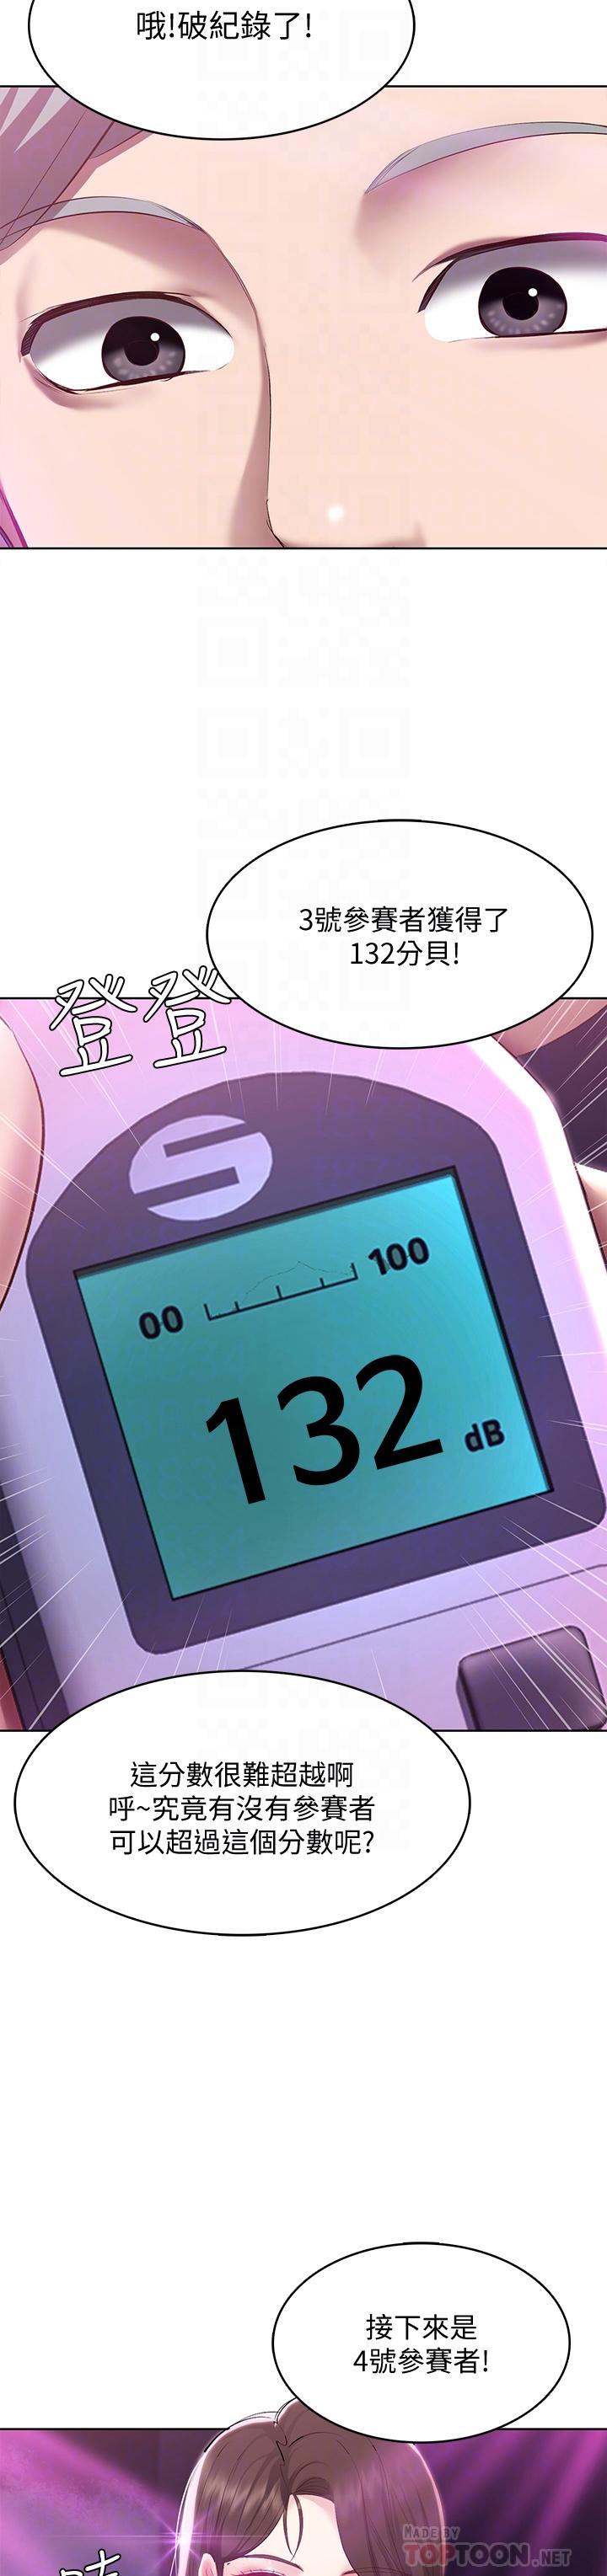 哦!破紀錄了!
3號參賽者獲得了
132分貝!
登登
00
100
132
dB
這分數很難超越啊
呼~究竟有沒有參賽者
可以超過這個分數呢?
接下來是
4號參賽者!
MADE BY
TOPTOON.NET